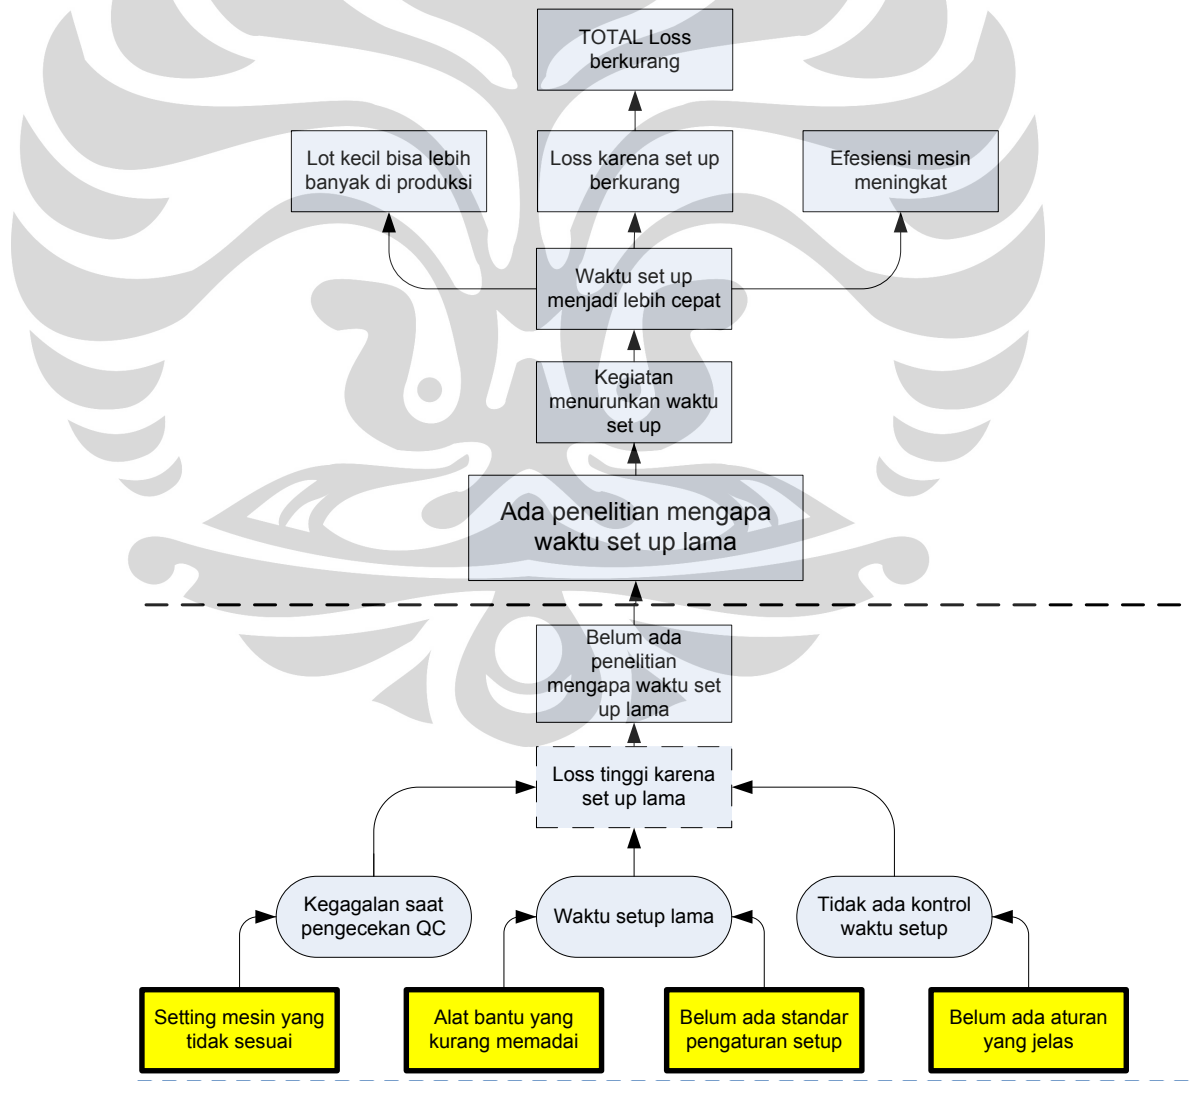 TOTAL Loss
berkurang
Lot kecil bisa lebih
banyak di produksi
Loss karena set up
berkurang
Efesiensi mesin
meningkat
Waktu set up
menjadi lebih cepat
Kegiatan
menurunkan waktu
set up
Ada penelitian mengapa
waktu set up lama
Belum ada
penelitian
mengapa waktu set
up lama
Loss tinggi karena
set up lama
Kegagalan saat
pengecekan QC
Waktu setup lama
Tidak ada kontrol
waktu setup
Setting mesin yang
tidak sesuai
Alat bantu yang
kurang memadai
Belum ada standar
pengaturan setup
Belum ada aturan
yang jelas